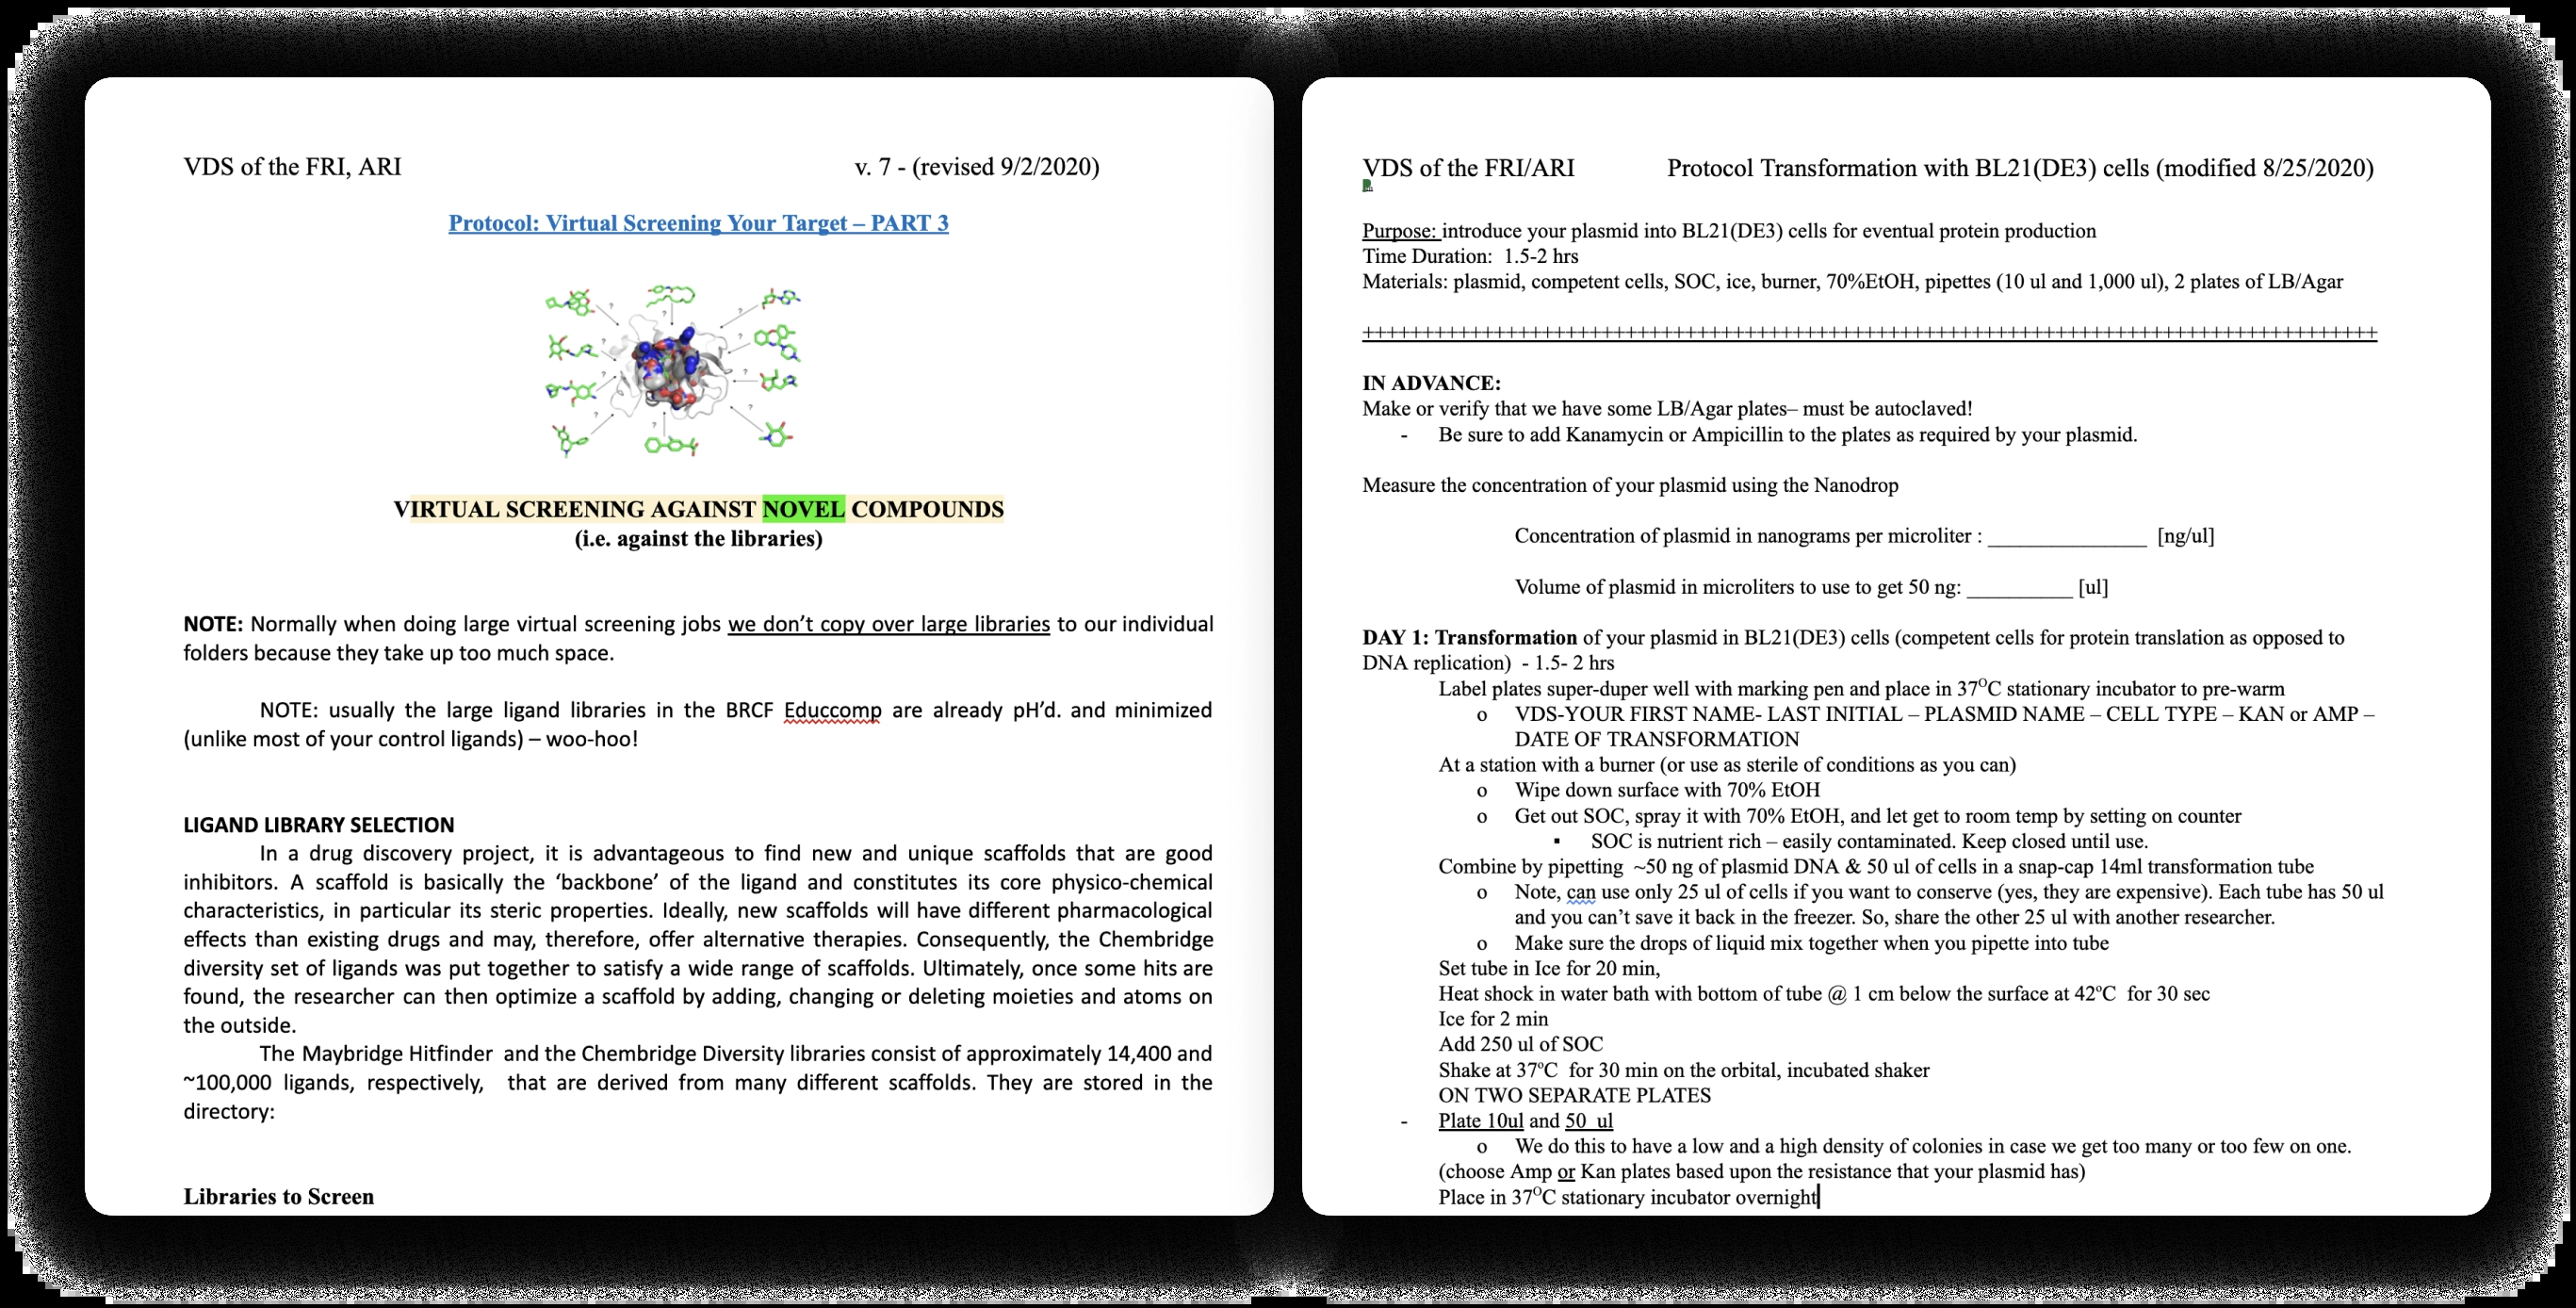 VDS of the FRI, ARI v. 7 - (revised 9/2/2020)
Protocol: Virtual Screening Your Target – PART 3
VIRTUAL SCREENING AGAINST NOVEL COMPOUNDS
(i.e. against the libraries)
NOTE: Normally when doing large virtual screening jobs we don’t copy over large libraries to our individual
folders because they take up too much space.
NOTE: usually the large ligand libraries in the BRCF Educcomp are already pH’d. and minimized
(unlike most of your control ligands) – woo-hoo!
LIGAND LIBRARY SELECTION
In a drug discovery project, it is advantageous to find new and unique scaffolds that are good
inhibitors. A scaffold is basically the ‘backbone’ of the ligand and constitutes its core physico-chemical
characteristics, in particular its steric properties. Ideally, new scaffolds will have different pharmacological
effects than existing drugs and may, therefore, offer alternative therapies. Consequently, the Chembridge
diversity set of ligands was put together to satisfy a wide range of scaffolds. Ultimately, once some hits are
found, the researcher can then optimize a scaffold by adding, changing or deleting moieties and atoms on
the outside.
The Maybridge Hitfinder and the Chembridge Diversity libraries consist of approximately 14,400 and
~100,000 ligands, respectively, that are derived from many different scaffolds. They are stored in the
directory:
Libraries to Screen
VDS of the FRI/ARI Protocol Transformation with BL21(DE3) cells (modified 8/25/2020)
Purpose: introduce your plasmid into BL21(DE3) cells for eventual protein production
Time Duration: 1.5-2 hrs
Materials: plasmid, competent cells, SOC, ice, burner, 70%EtOH, pipettes (10 ul and 1,000 ul), 2 plates of LB/Agar
IN ADVANCE:
Make or verify that we have some LB/Agar plates– must be autoclaved!
- Be sure to add Kanamycin or Ampicillin to the plates as required by your plasmid.
Measure the concentration of your plasmid using the Nanodrop
Concentration of plasmid in nanograms per microliter : _______________ [ng/ul]
Volume of plasmid in microliters to use to get 50 ng: __________ [ul]
DAY 1: Transformation of your plasmid in BL21(DE3) cells (competent cells for protein translation as opposed to
DNA replication) - 1.5- 2 hrs
Label plates super-duper well with marking pen and place in 37ºC stationary incubator to pre-warm
o VDS-YOUR FIRST NAME- LAST INITIAL – PLASMID NAME – CELL TYPE – KAN or AMP –
DATE OF TRANSFORMATION
At a station with a burner (or use as sterile of conditions as you can)
o Wipe down surface with 70% EtOH
o Get out SOC, spray it with 70% EtOH, and let get to room temp by setting on counter
▪ SOC is nutrient rich – easily contaminated. Keep closed until use.
Combine by pipetting ~50 ng of plasmid DNA & 50 ul of cells in a snap-cap 14ml transformation tube
o Note, can use only 25 ul of cells if you want to conserve (yes, they are expensive). Each tube has 50 ul
and you can’t save it back in the freezer. So, share the other 25 ul with another researcher.
o Make sure the drops of liquid mix together when you pipette into tube
Set tube in Ice for 20 min,
Heat shock in water bath with bottom of tube @ 1 cm below the surface at 42ºC for 30 sec
Ice for 2 min
Add 250 ul of SOC
Shake at 37ºC for 30 min on the orbital, incubated shaker
ON TWO SEPARATE PLATES
- Plate 10ul and 50 ul
o We do this to have a low and a high density of colonies in case we get too many or too few on one.
(choose Amp or Kan plates based upon the resistance that your plasmid has)
Place in 37ºC stationary incubator overnight